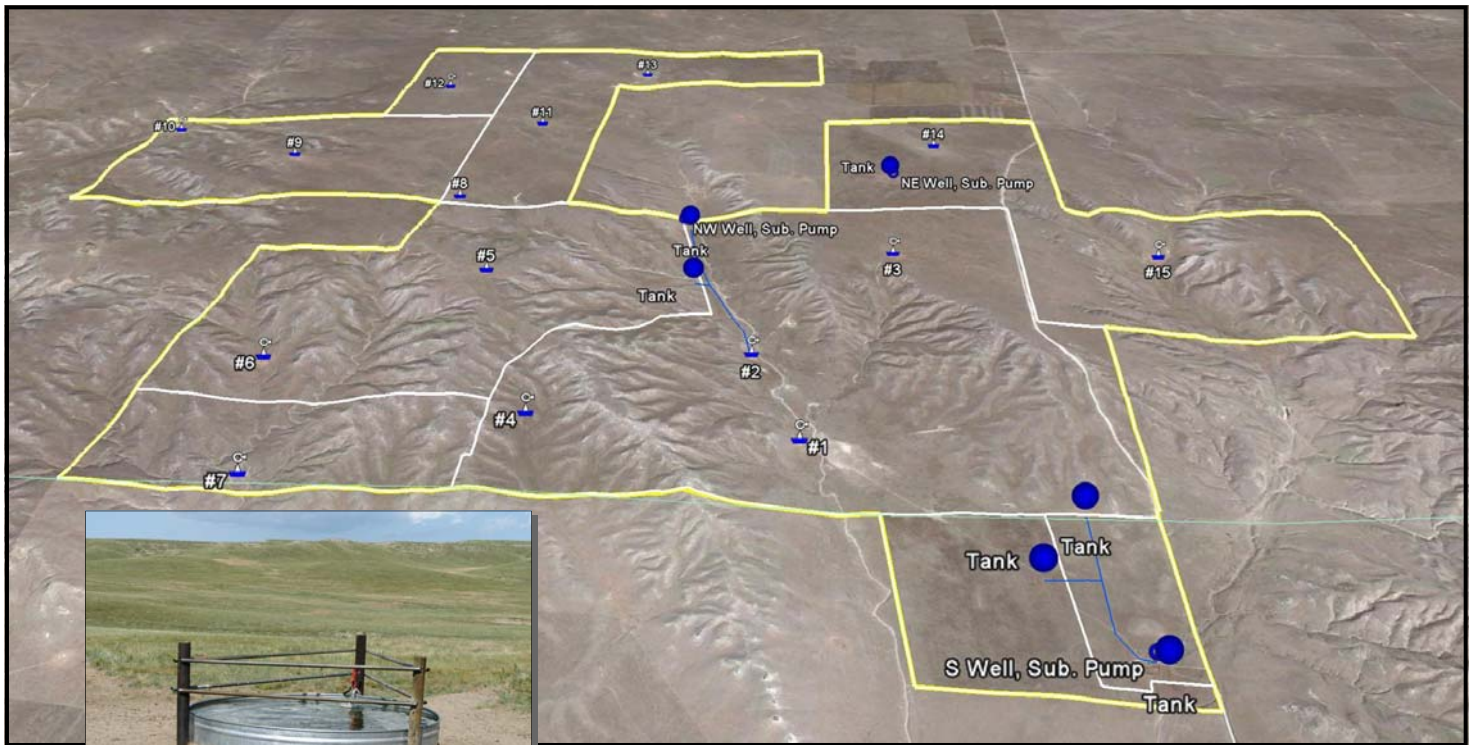 #13
#12
#11
#10
#9
#14
Tank
NE Well, Sub. Pump
#8
NW Well, Sub. Pump
Tank
#5
#3
#15
Tank
#6
#2
#4
#1
#7
Tank
Tank
S Well, Sub. Pump
Tank